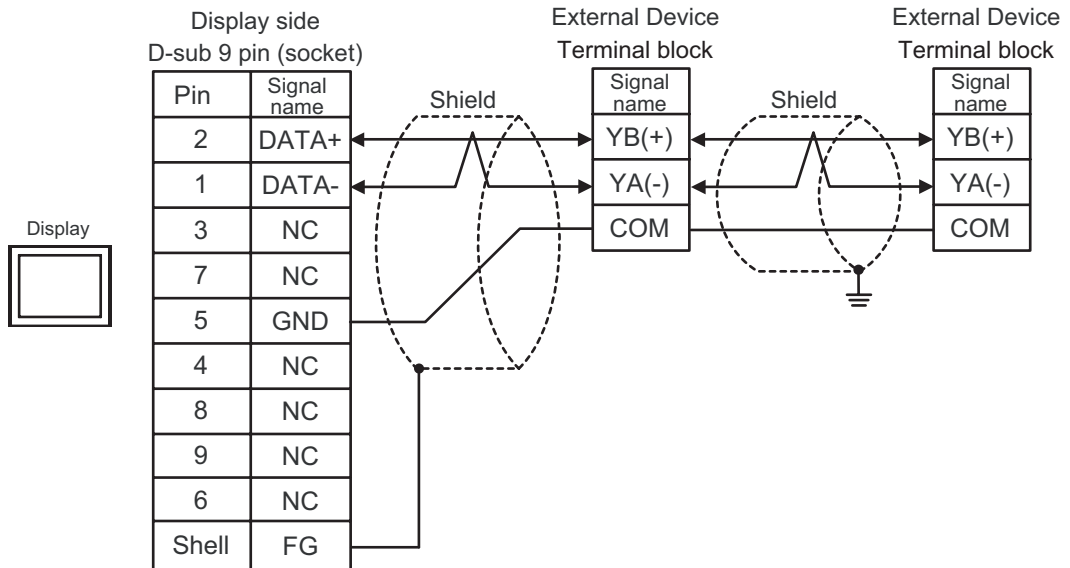 Display side
D-sub 9 pin (socket)
External Device
Terminal block
External Device
Terminal block
Pin
Signal
name
2
DATA+
1
DATA-
3
NC
7
NC
5
GND
4
NC
8
NC
9
NC
6
NC
Shell
FG
Display
Shield
Signal
name
YB(+)
YA(-)
COM
Shield
Signal
name
YB(+)
YA(-)
COM